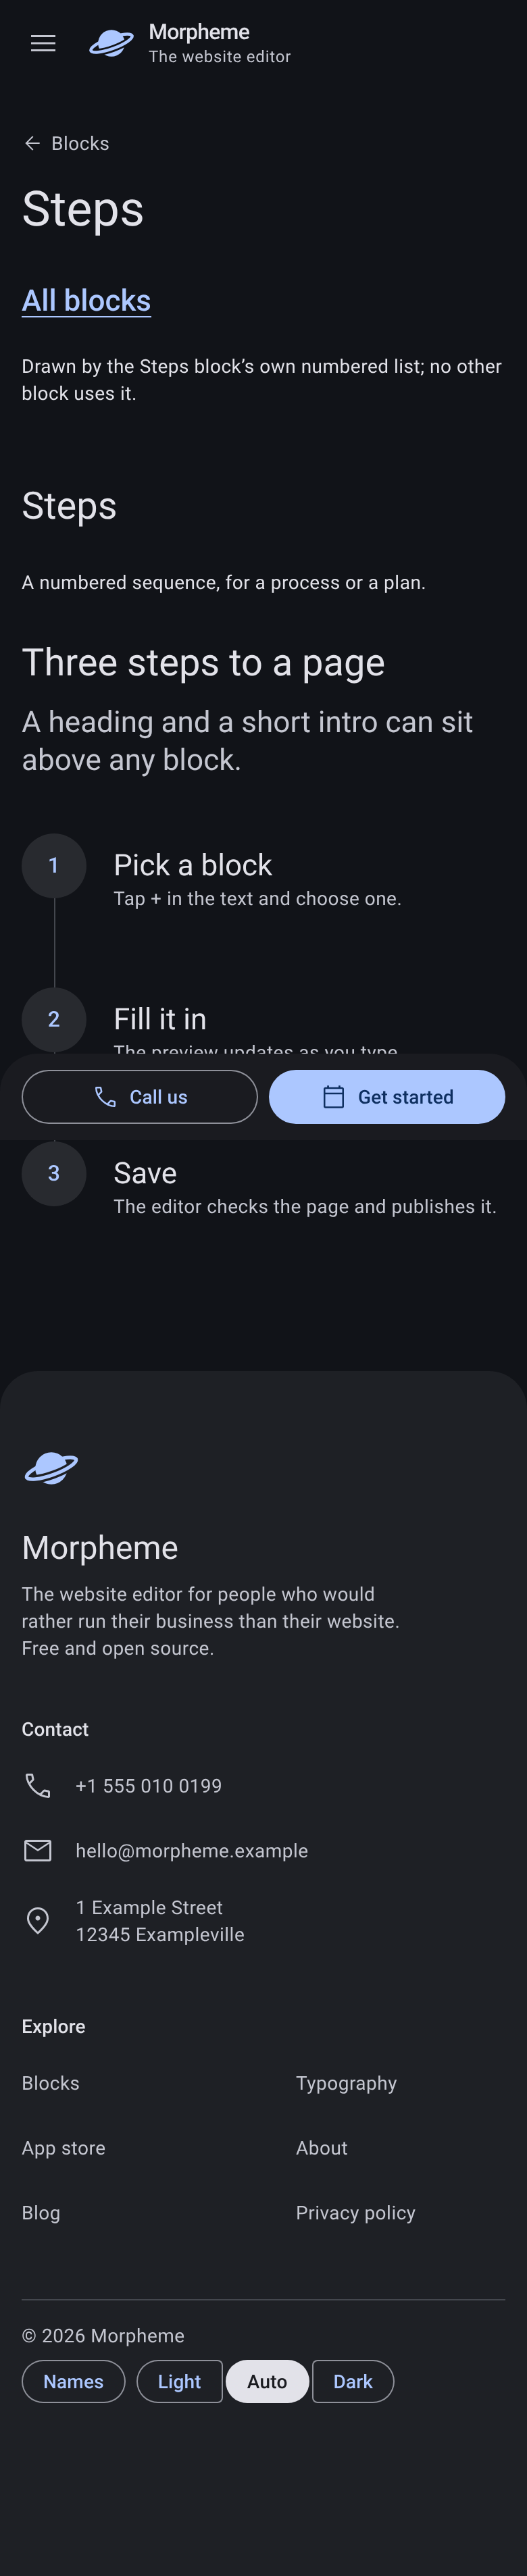 Morpheme
The website editor
Blocks
Steps
All blocks
Drawn by the Steps block’s own numbered list; no other
block uses it.
Steps
A numbered sequence, for a process or a plan.
Three steps to a page
A heading and a short intro can sit
above any block.
1
Pick a block
Tap + in the text and choose one.
2
Fill it in
The preview updates as you type.
Call us
Get started
3
Save
The editor checks the page and publishes it.
Morpheme
The website editor for people who would
rather run their business than their website.
Free and open source.
Contact
+1 555 010 0199
hello@morpheme.example
1 Example Street
12345 Exampleville
Explore
Blocks
Typography
App store
About
Blog
Privacy policy
© 2026 Morpheme
Names
Light
Auto
Dark